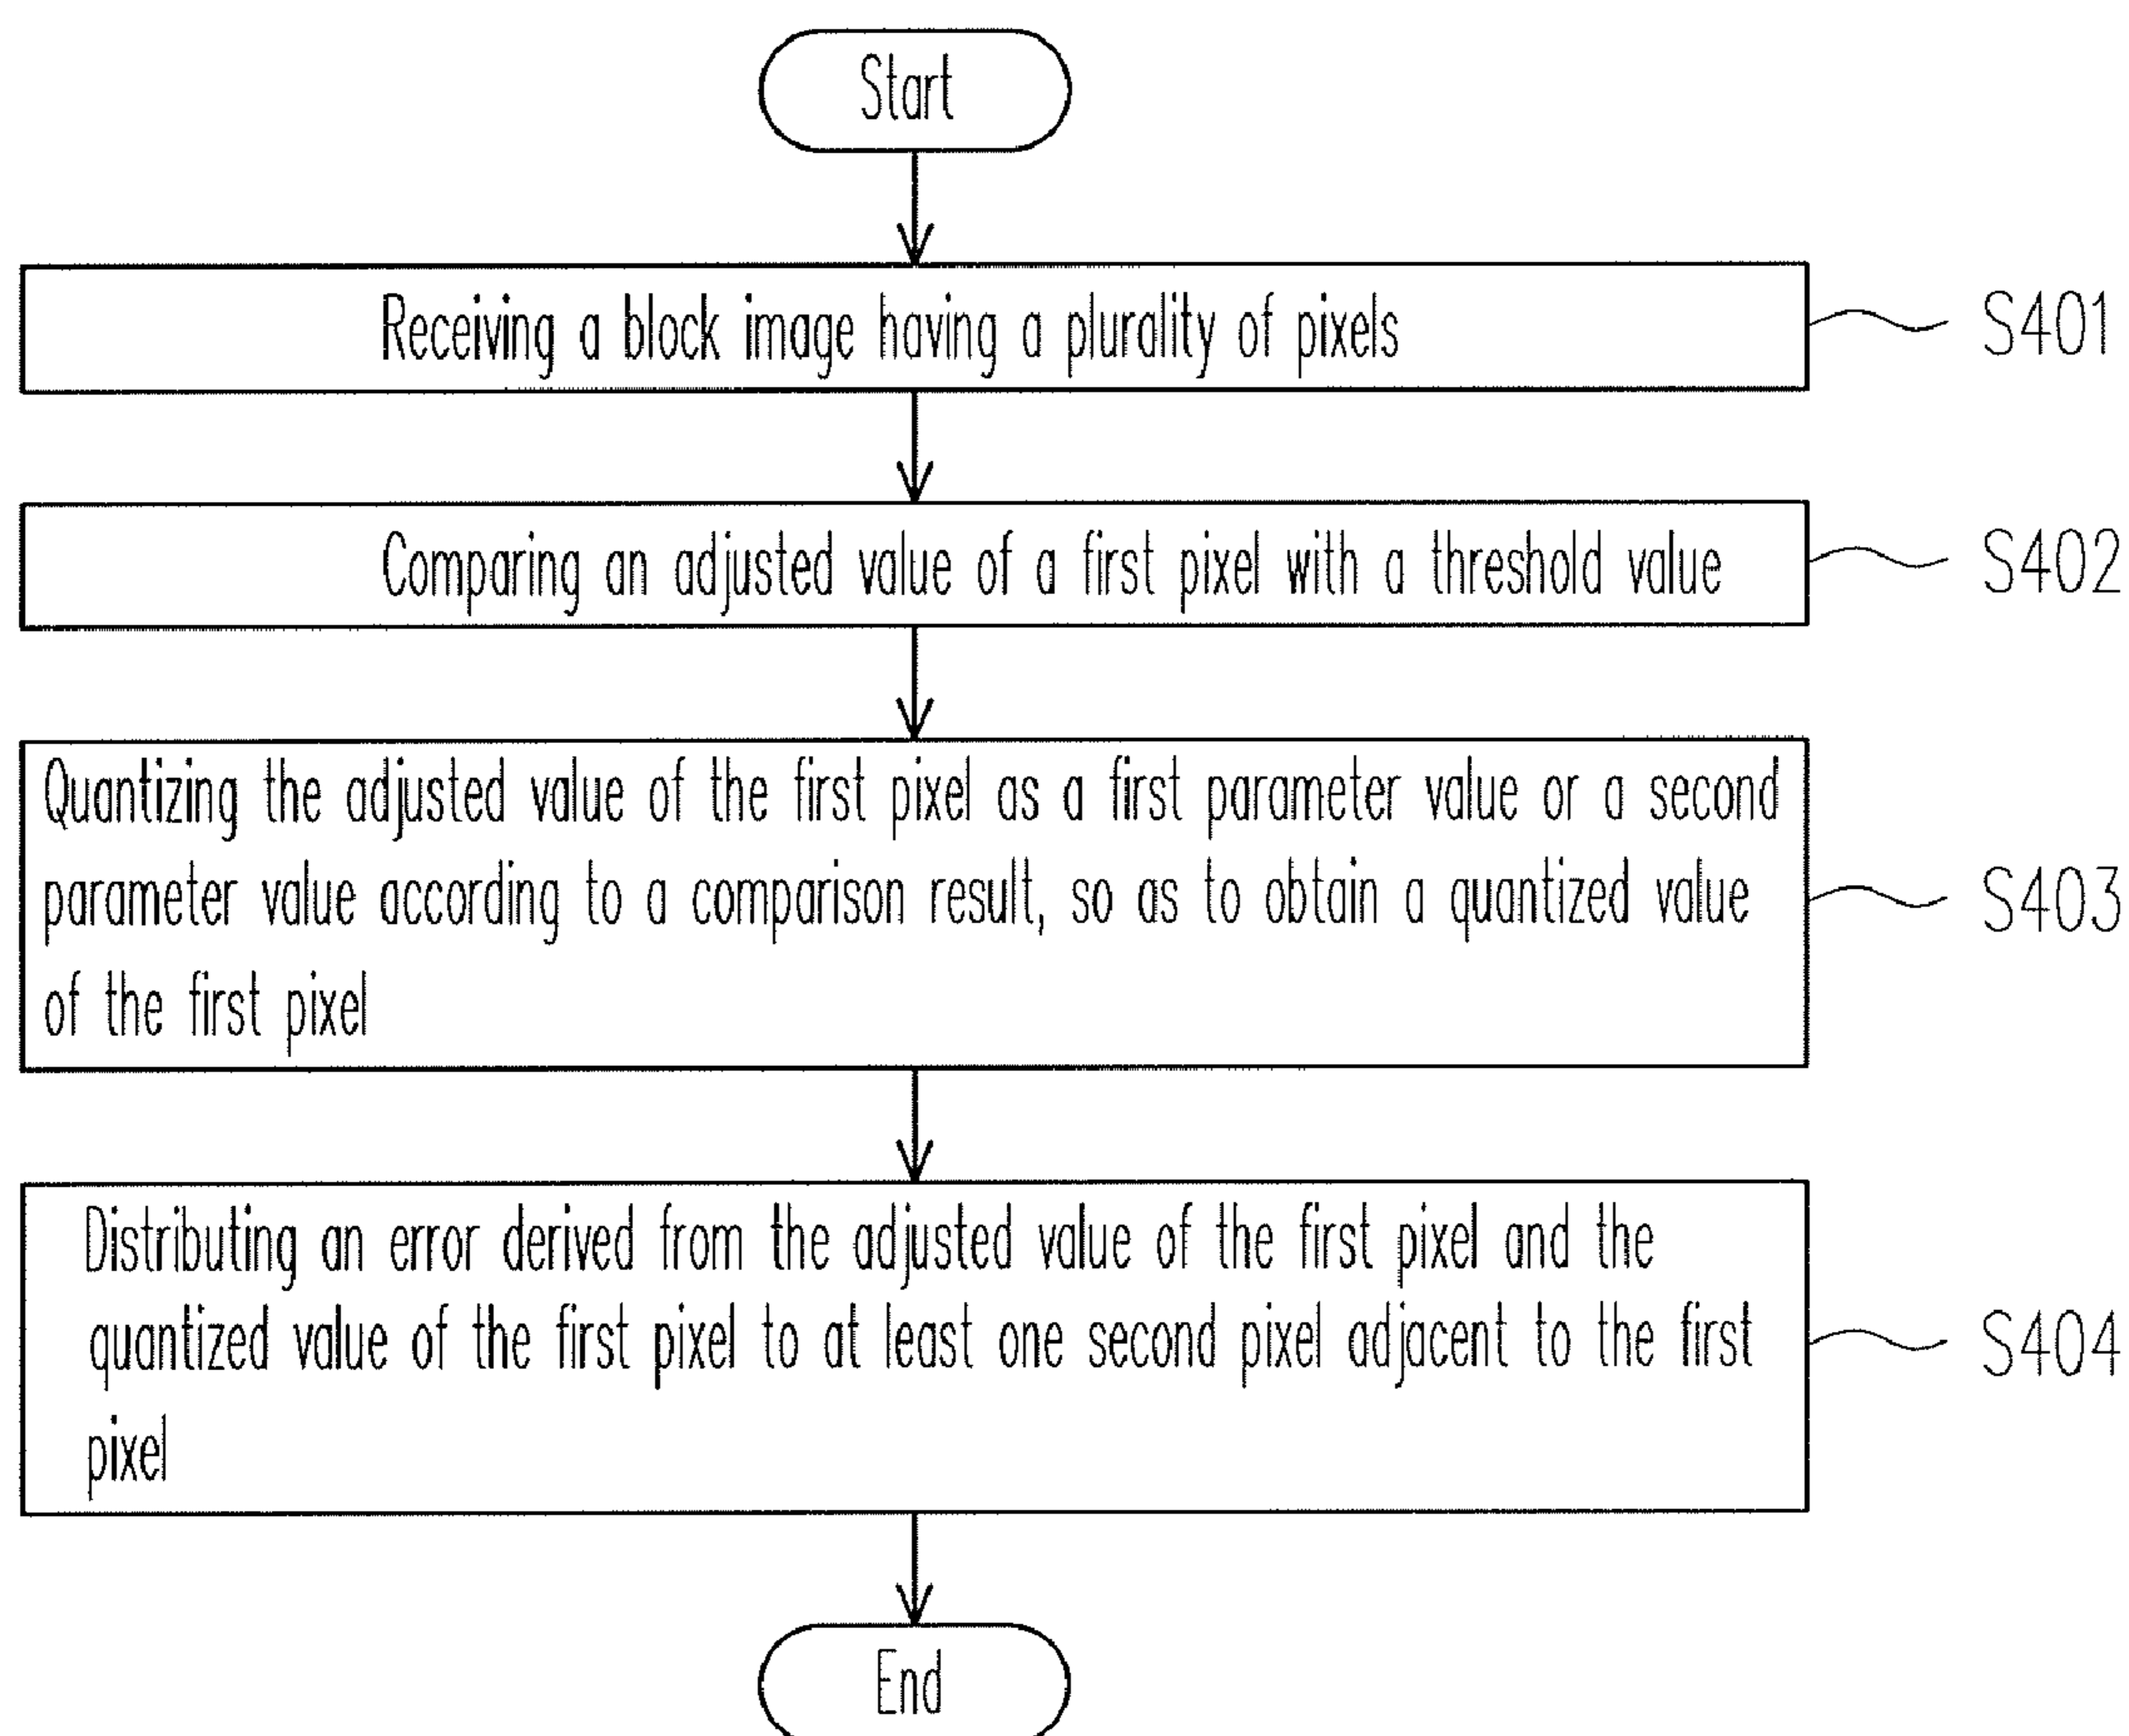 Start
Receiving a block image having a plurality of pixels
S401
Comparing an adjusted value of a first pixel with a threshold value
S402
Quantizing the adjusted value of the first pixel as a first parameter value or a second
parameter value according to a comparison result, so as to obtain a quantized value
of the first pixel
S403
Distributing an error derived from the adjusted value of the first pixel and the
quantized value of the first pixel to at least one second pixel adjacent to the first
pixel
S404
End